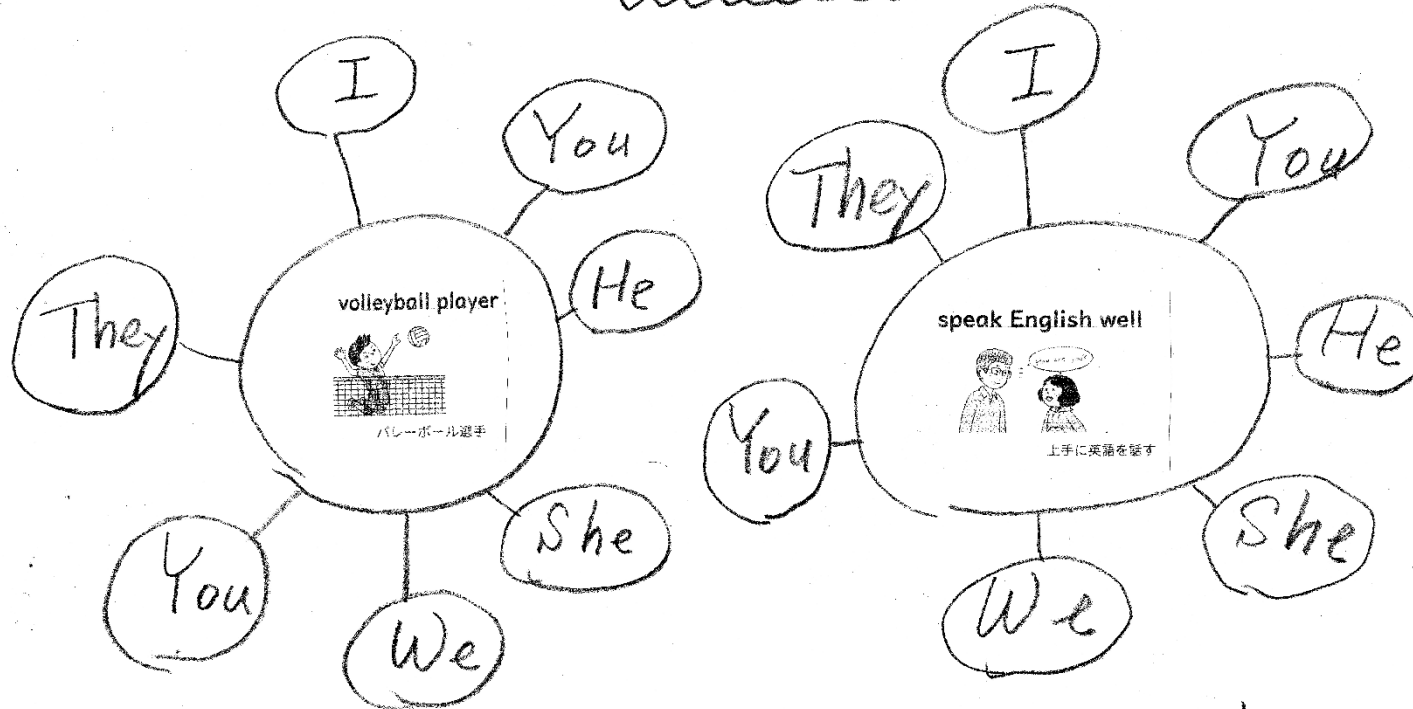 I
You
He
She
We
You
They
volleyball player
バレーボール選手
I
You
He
She
We
You
They
speak English well
上手に英語を話す